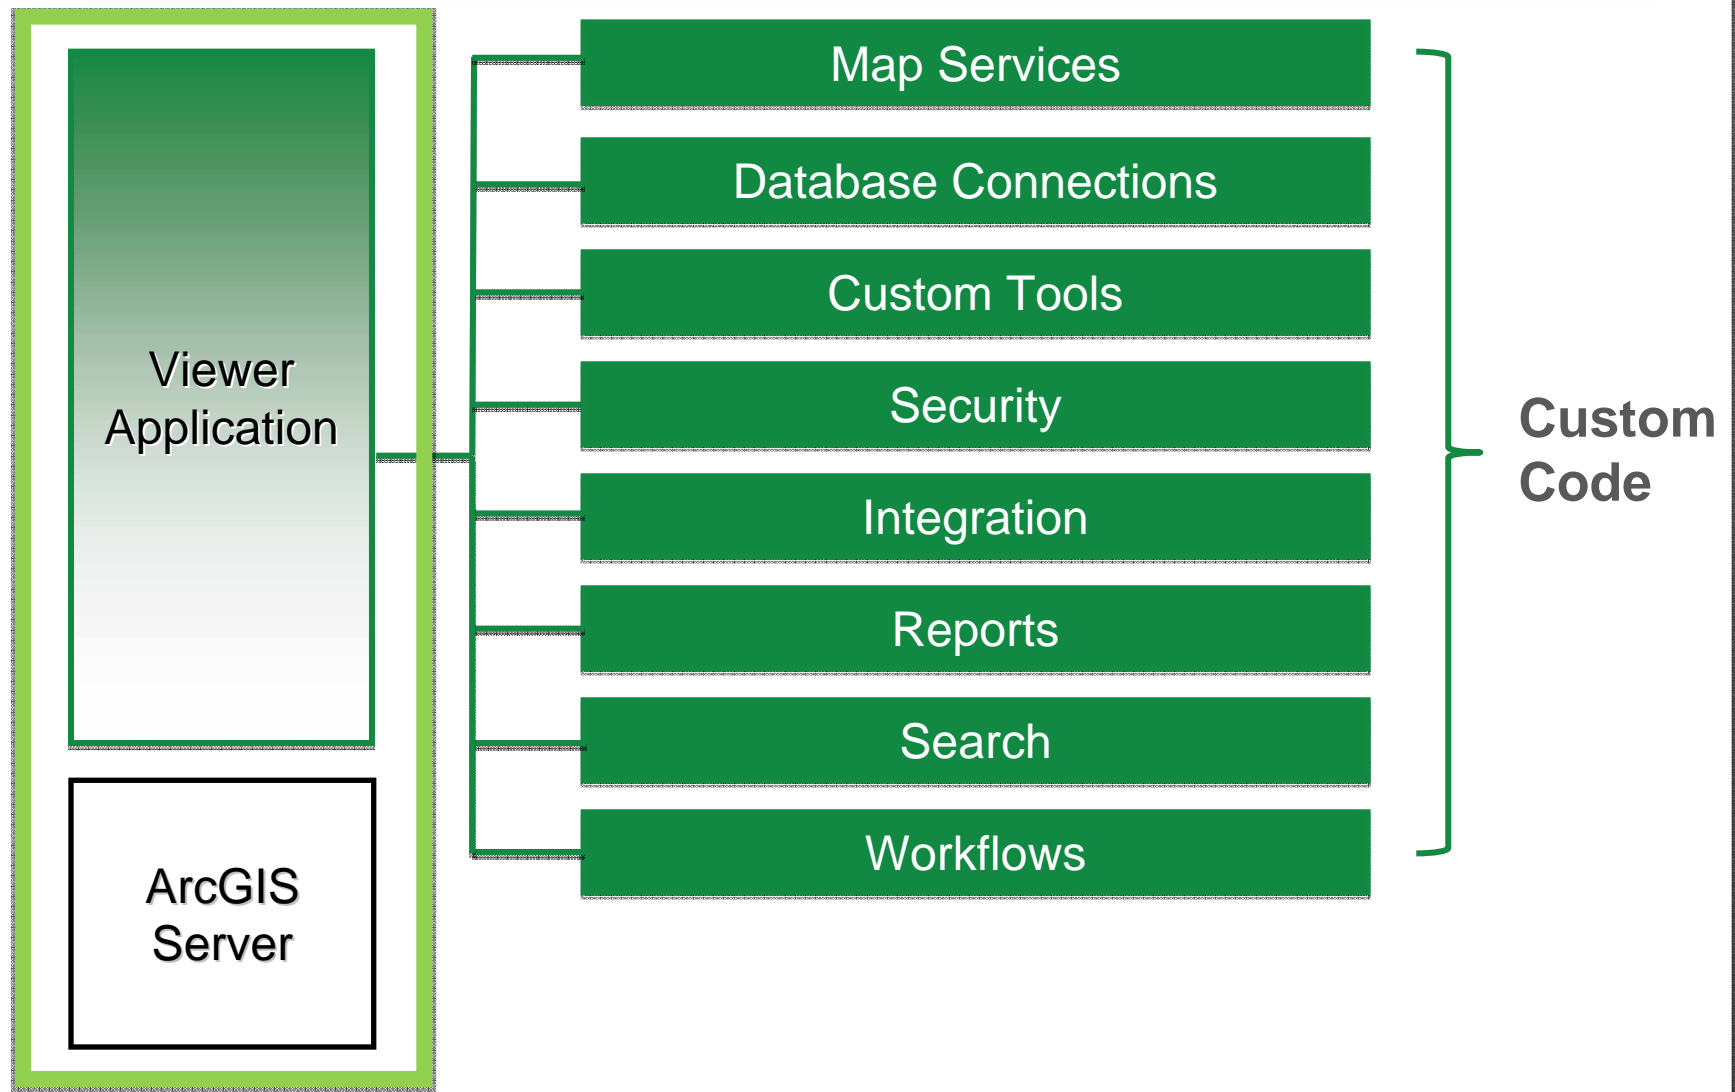 Viewer
Application
ArcGIS
Server
Map Services
Database Connections
Custom Tools
Security
Integration
Reports
Search
Workflows
Custom
Code